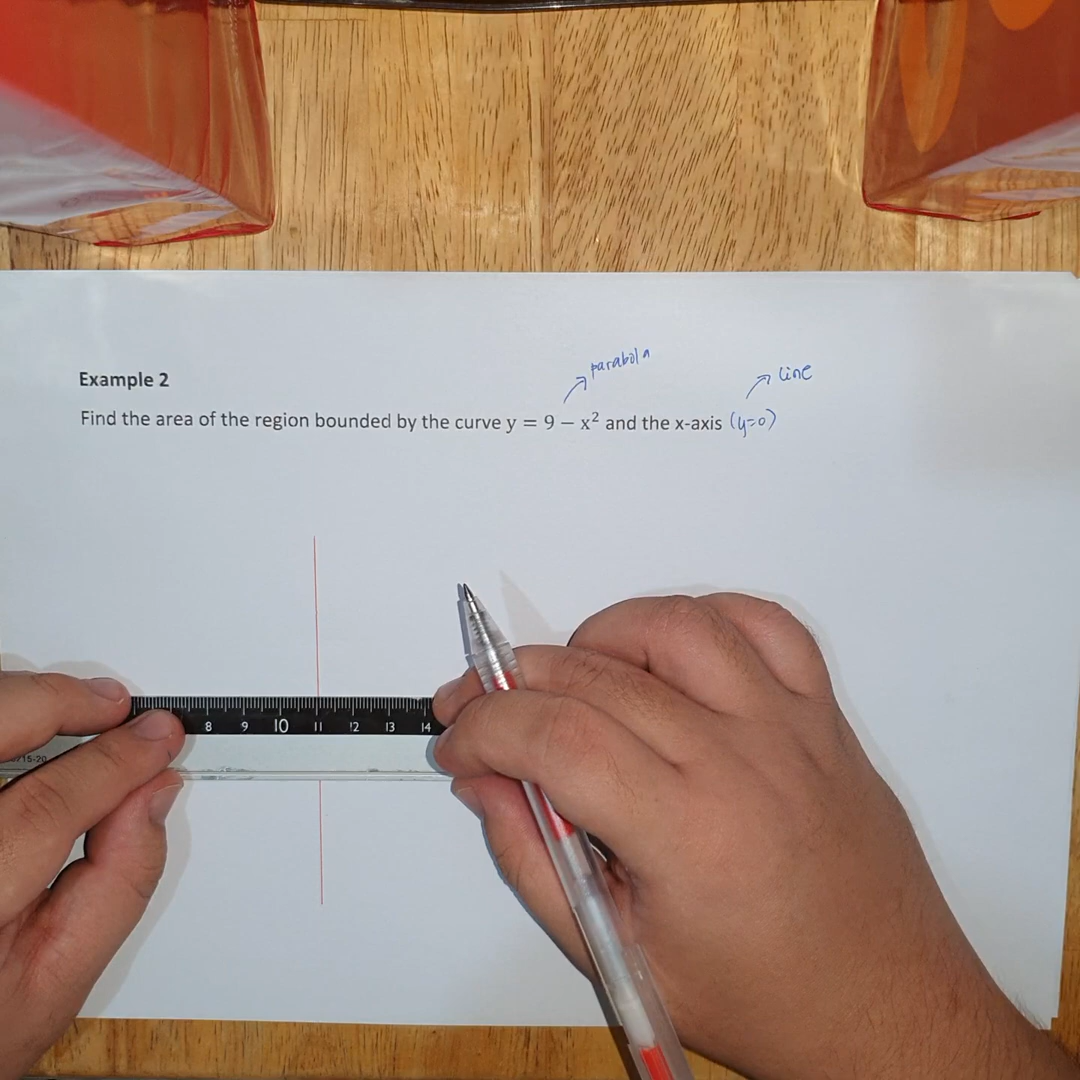 parabola
line
Example 2
Find the area of the region bounded by the curve y = 9 − x² and the x-axis (y=0)
8 9 10 11 12 13 14